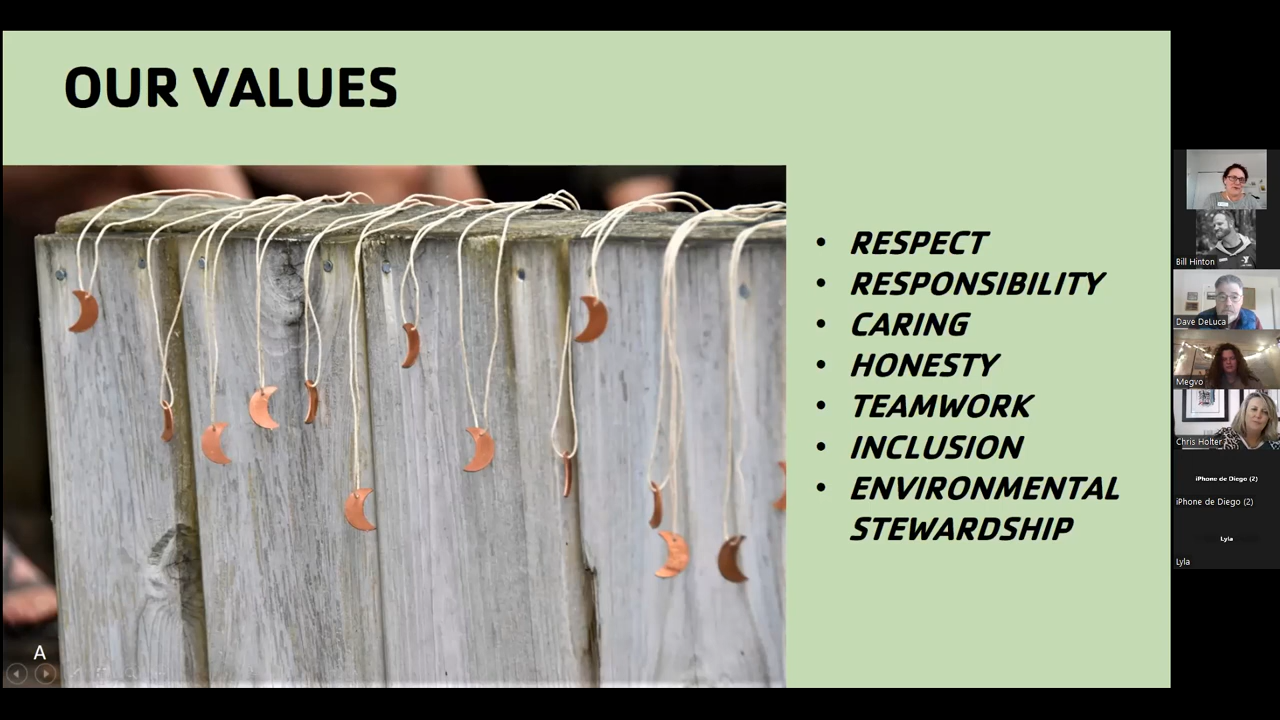 OUR VALUES
• RESPECT
• RESPONSIBILITY
• CARING
• HONESTY
• TEAMWORK
• INCLUSION
• ENVIRONMENTAL
STEWARDSHIP
A
Bill Hinton
Dave DeLuca
Megvo
Chris Holter
iPhone de Diego (2)
iPhone de Diego (2)
Lyla
Lyla